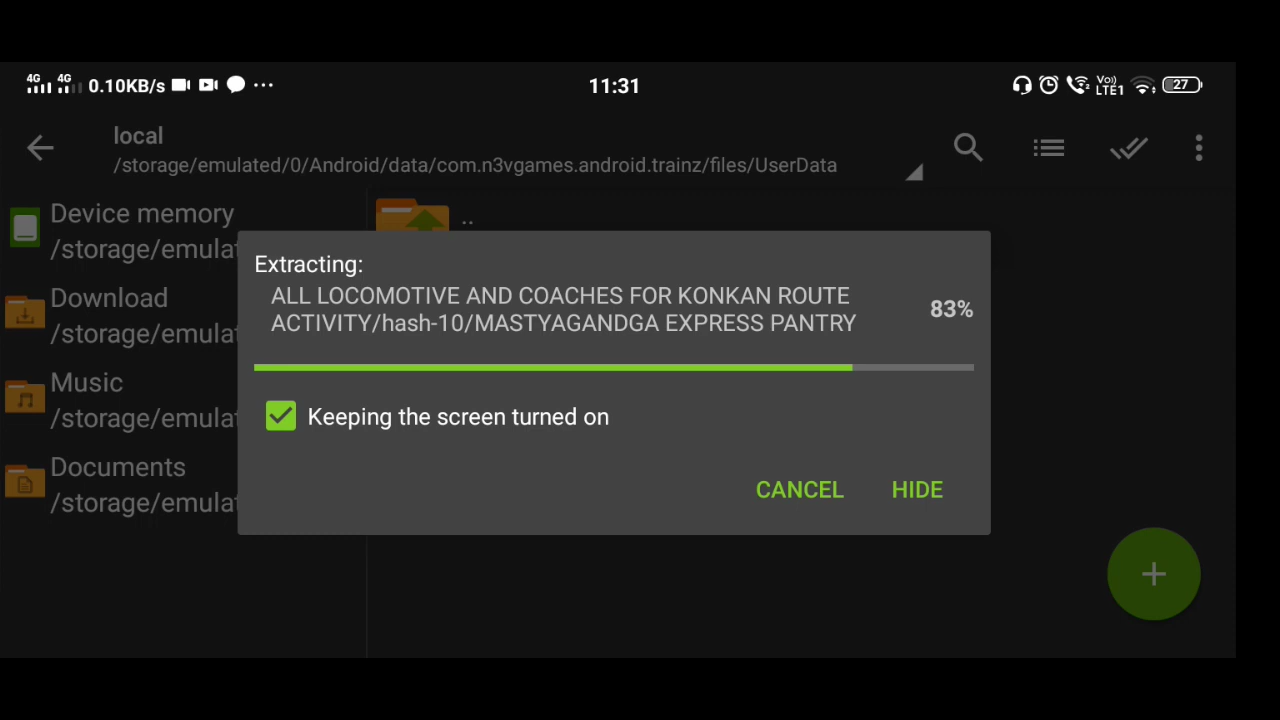 4G 4G 0.10KB/s ... 11:31 Vo)) LTE1 27
local
/storage/emulated/0/Android/data/com.n3vgames.android.trainz/files/UserData
Device memory
/storage/emulat
..
Download
/storage/emulat
Music
/storage/emulat
Documents
/storage/emulat
Extracting:
ALL LOCOMOTIVE AND COACHES FOR KONKAN ROUTE
ACTIVITY/hash-10/MASTYAGANDGA EXPRESS PANTRY
83%
Keeping the screen turned on
CANCEL HIDE